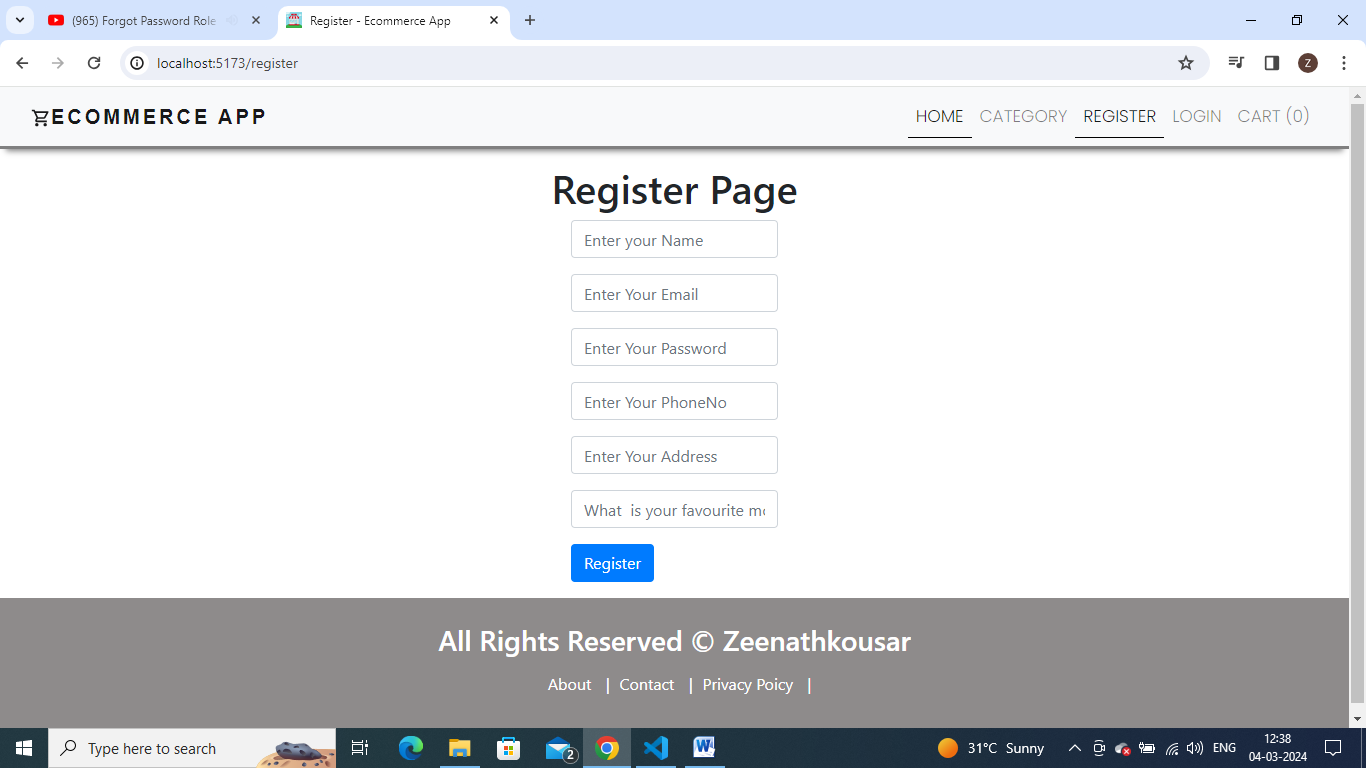 (965) Forgot Password Role
Register - Ecommerce App
localhost:5173/register
Z
ECOMMERCE APP
HOME CATEGORY REGISTER LOGIN CART (0)
Register Page
Enter your Name
Enter Your Email
Enter Your Password
Enter Your PhoneNo
Enter Your Address
What  is your favourite mo
Register
All Rights Reserved © Zeenathkousar
About | Contact | Privacy Poicy |
Type here to search
2
W
31°C Sunny
ENG
12:38
04-03-2024